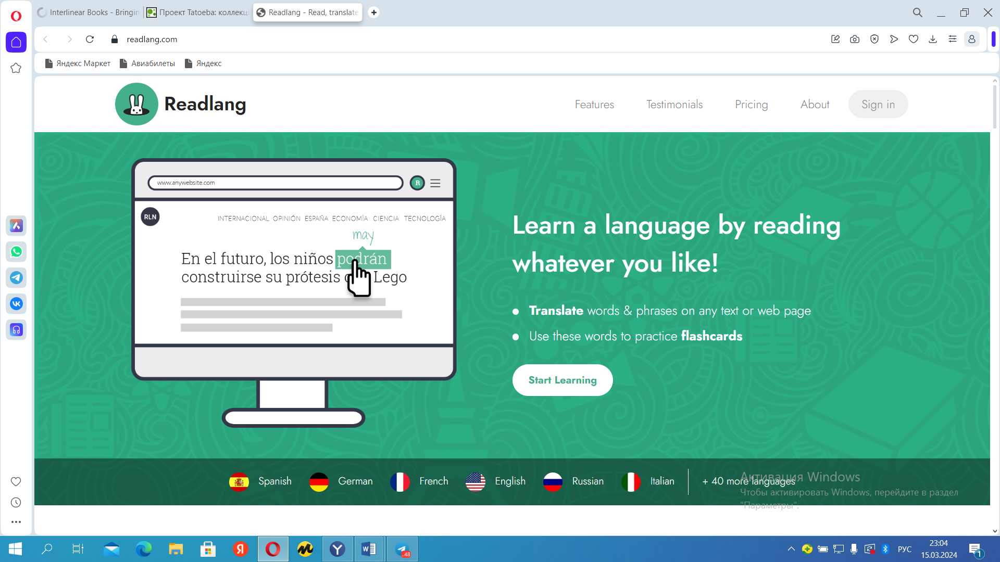 Interlinear Books - Bringin
Проект Tatoeba: коллекц
Readlang - Read, translate
readlang.com
Яндекс Маркет
Авиабилеты
Яндекс
Readlang
Features
Testimonials
Pricing
About
Sign in
www.anywebsite.com
R
RLN
INTERNACIONAL OPINIÓN ESPAÑA ECONOMÍA CIENCIA TECNOLOGÍA
may
En el futuro, los niños podrán
construirse su prótesis Lego
Learn a language by reading
whatever you like!
Translate words & phrases on any text or web page
Use these words to practice flashcards
Start Learning
Spanish
German
French
English
Russian
Italian
+ 40 more languages
Активация Windows
Чтобы активировать Windows, перейдите в раздел
"Параметры".
РУС
23:04
15.03.2024
1
..48